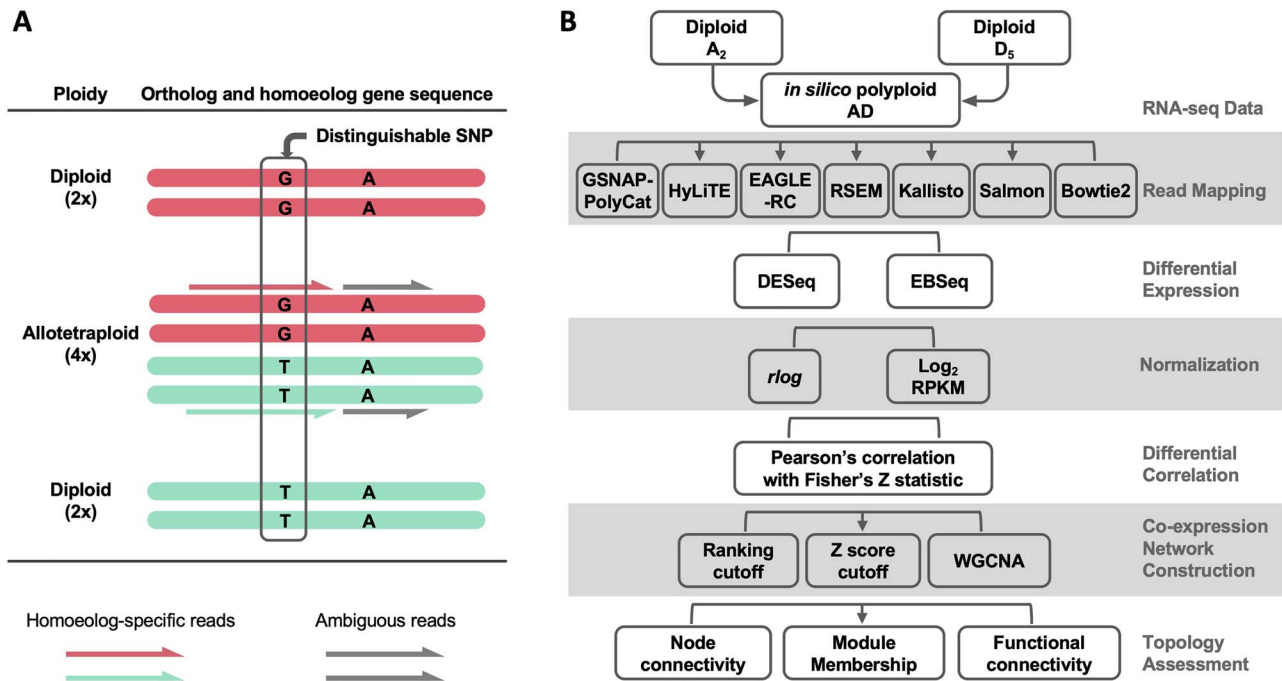 A
Ploidy
Ortholog and homoeolog gene sequence
Distinguishable SNP
Diploid
(2x)
G A
G A
Allotetraploid
(4x)
G A
G A
T A
T A
Diploid
(2x)
T A
T A
Homoeolog-specific reads
Ambiguous reads
B
Diploid
A₂
Diploid
D₅
in silico polyploid
AD
RNA-seq Data
GSNAP-
PolyCat
HyLiTE
EAGLE
-RC
RSEM
Kallisto
Salmon
Bowtie2
Read Mapping
DESeq
EBSeq
Differential
Expression
rlog
Log₂
RPKM
Normalization
Pearson's correlation
with Fisher's Z statistic
Differential
Correlation
Ranking
cutoff
Z score
cutoff
WGCNA
Co-expression
Network
Construction
Node
connectivity
Module
Membership
Functional
connectivity
Topology
Assessment